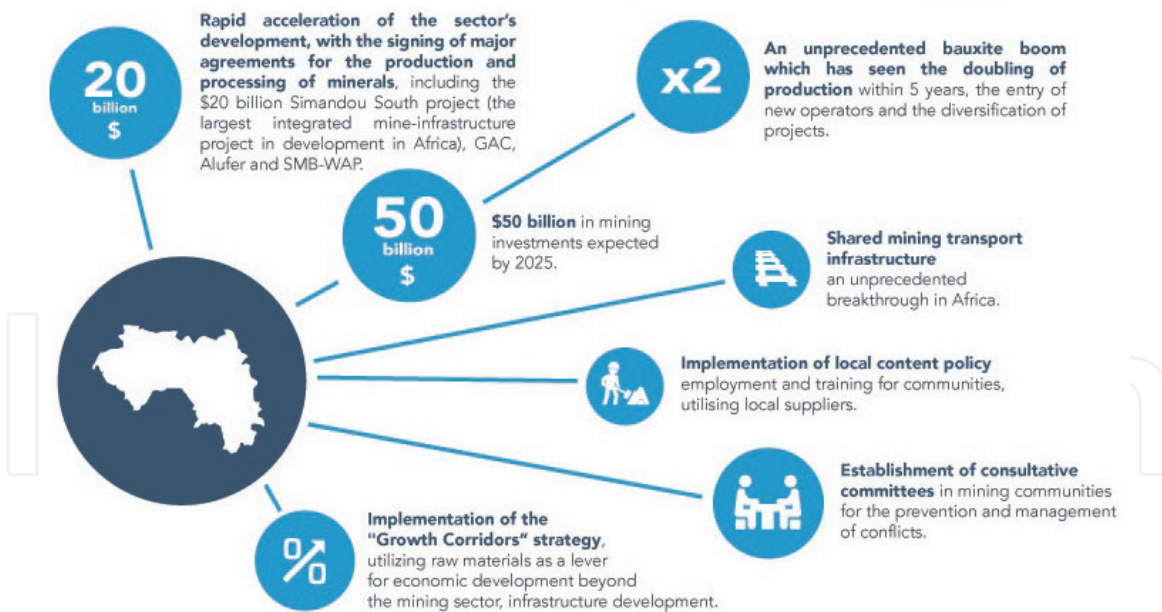 20
billion
$
Rapid acceleration of the sector's
development, with the signing of major
agreements for the production and
processing of minerals, including the
$20 billion Simandou South project (the
largest integrated mine-infrastructure
project in development in Africa), GAC,
Alufer and SMB-WAP.
x2
An unprecedented bauxite boom
which has seen the doubling of
production within 5 years, the entry of
new operators and the diversification of
projects.
50
billion
$
$50 billion in mining
investments expected
by 2025.
Shared mining transport
infrastructure
an unprecedented
breakthrough in Africa.
Implementation of local content policy
employment and training for communities,
utilising local suppliers.
Establishment of consultative
committees in mining communities
for the prevention and management
of conflicts.
%
Implementation of the
"Growth Corridors" strategy,
utilizing raw materials as a lever
for economic development beyond
the mining sector, infrastructure development.